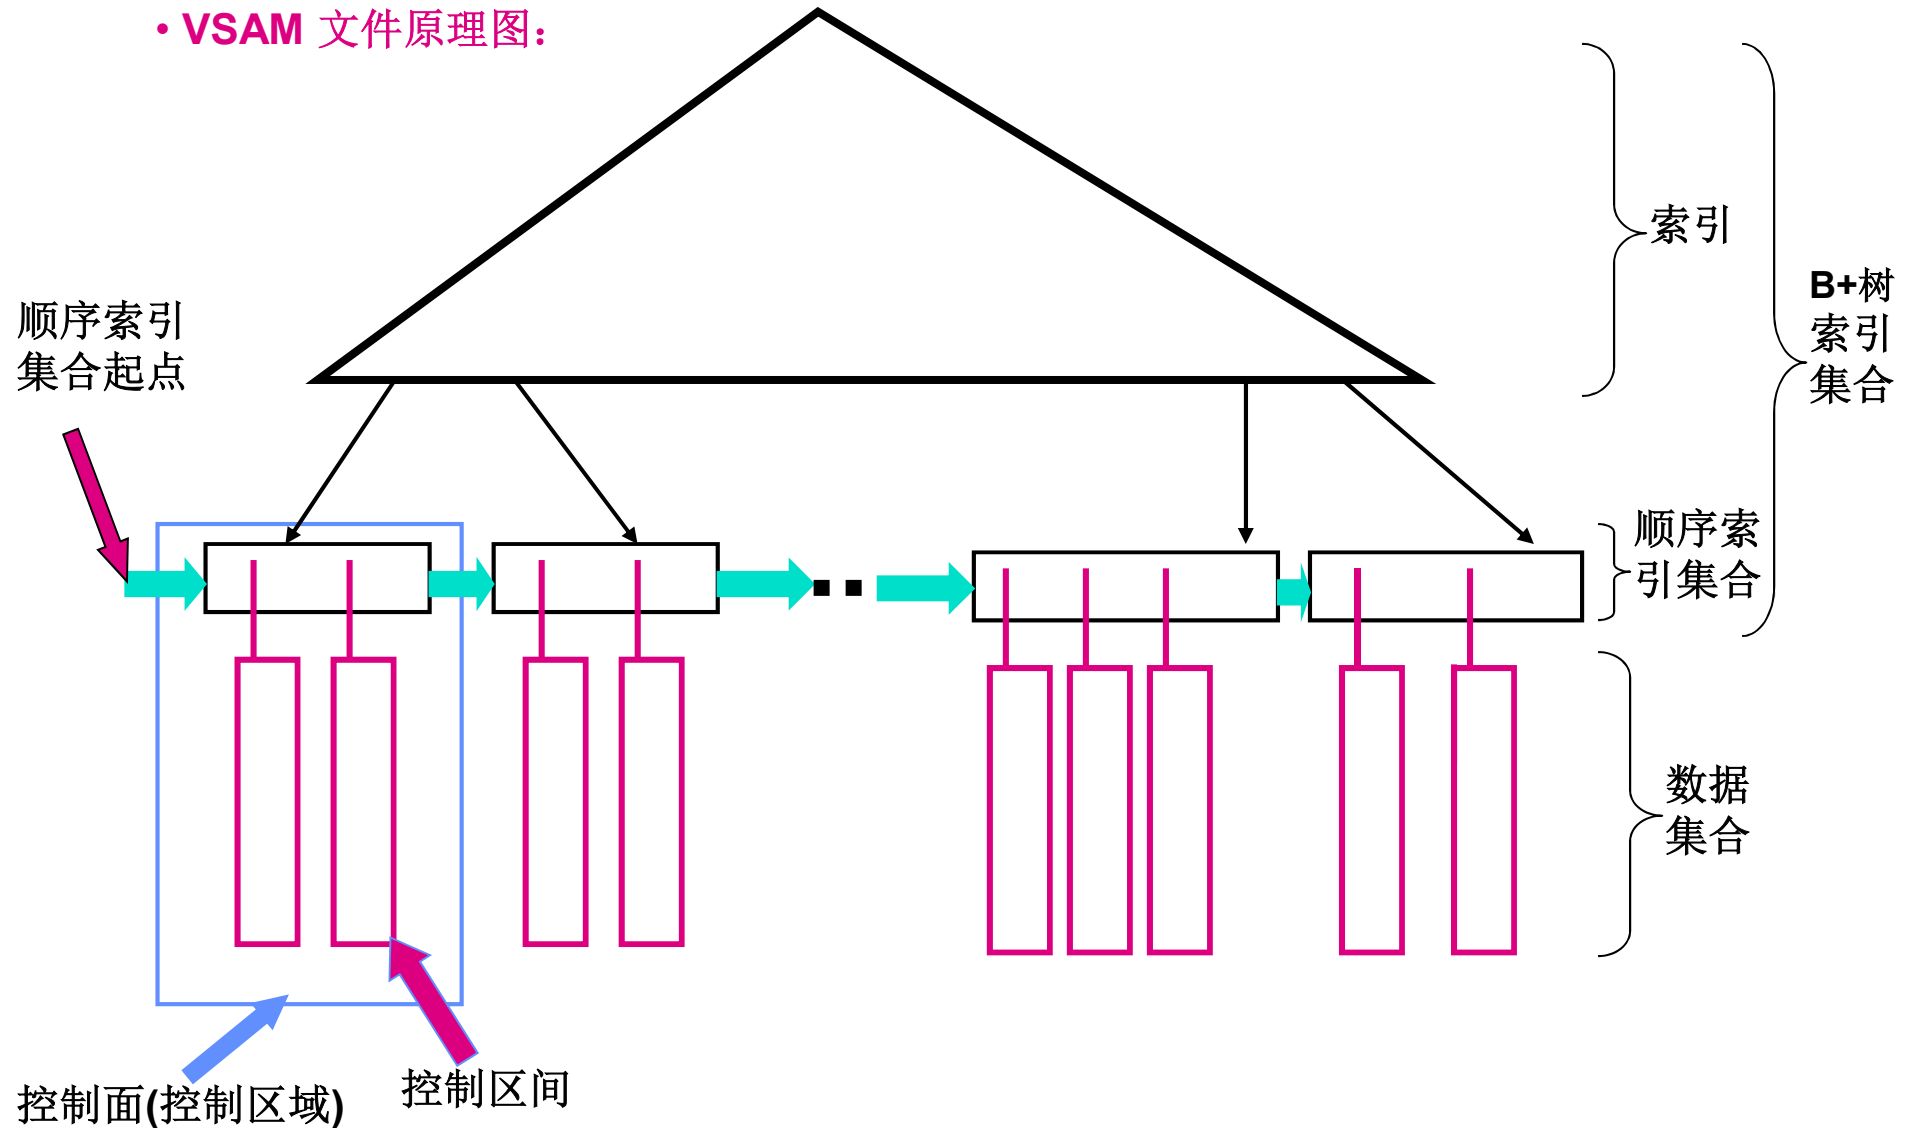 • VSAM 文件原理图：
索引
B+树
索引
集合
顺序索引
集合起点
顺序索
引集合
数据
集合
控制区间
控制面(控制区域)